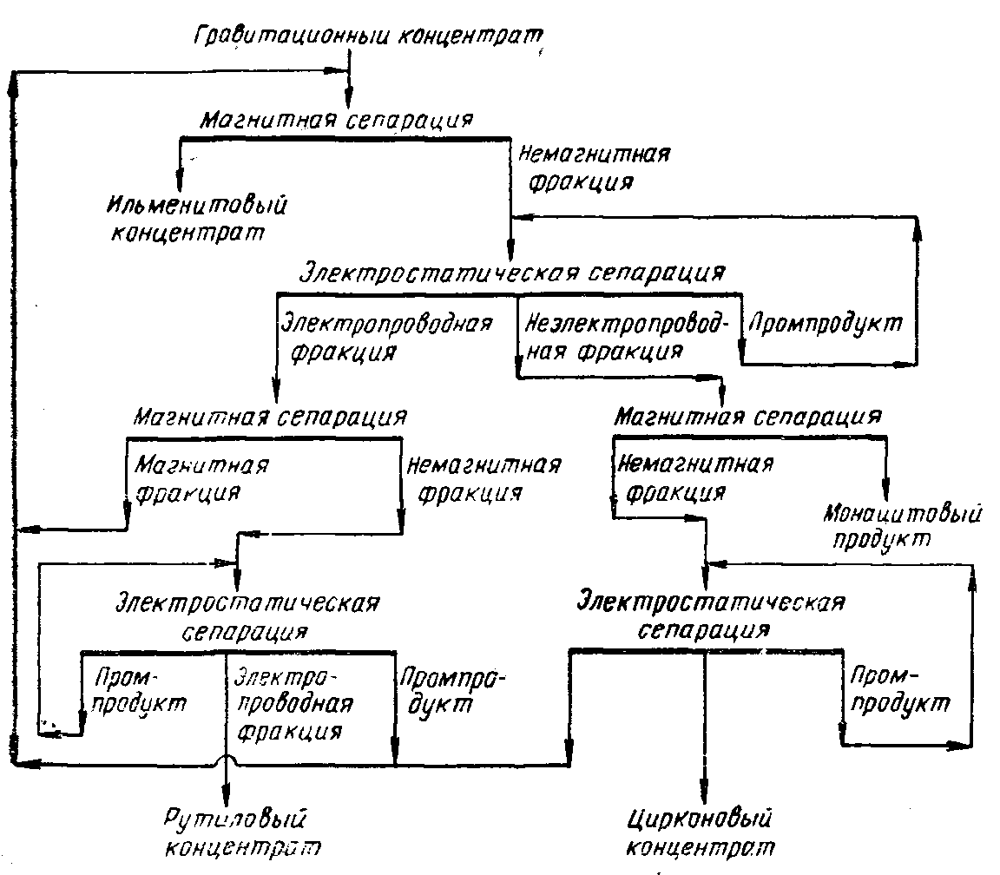 Гравитационный концентрат
Магнитная сепарация
Немагнитная
фракция
Ильменитовый
концентрат
Электростатическая сепарация
Электропроводная
фракция
Неэлектропровод-
ная фракция
Промпродукт
Магнитная сепарация
Магнитная сепарация
Магнитная
фракция
Немагнитная
фракция
Немагнитная
фракция
Монацитовый
продукт
Электростатическая
сепарация
Электростатическая
сепарация
Пром-
продукт
Электро-
проводная
фракция
Промпро-
дукт
Пром-
продукт
Рутиловый
концентрат
Цирконовый
концентрат